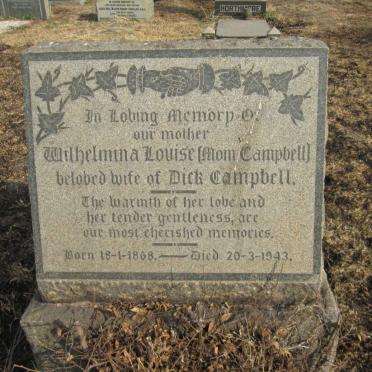 In Loving Memory Of
our mother
Wilhelmina Louise (Mom Campbell)
beloved wife of Dick Campbell.
The warmth of her love and
her tender gentleness, are
our most cherished memories.
Born 18-1-1868. — Died 20-3-1943.